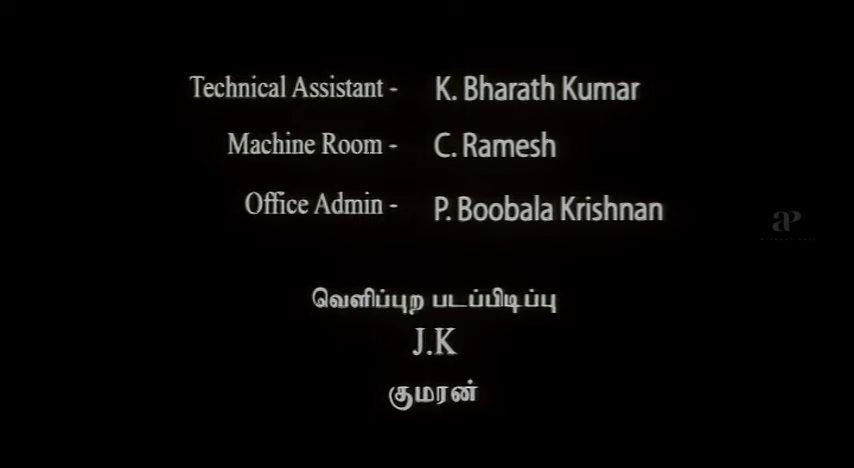 Technical Assistant - K. Bharath Kumar
Machine Room - C. Ramesh
Office Admin - P. Boobala Krishnan
வெளிப்புற படப்பிடிப்பு
J.K
குமரன்